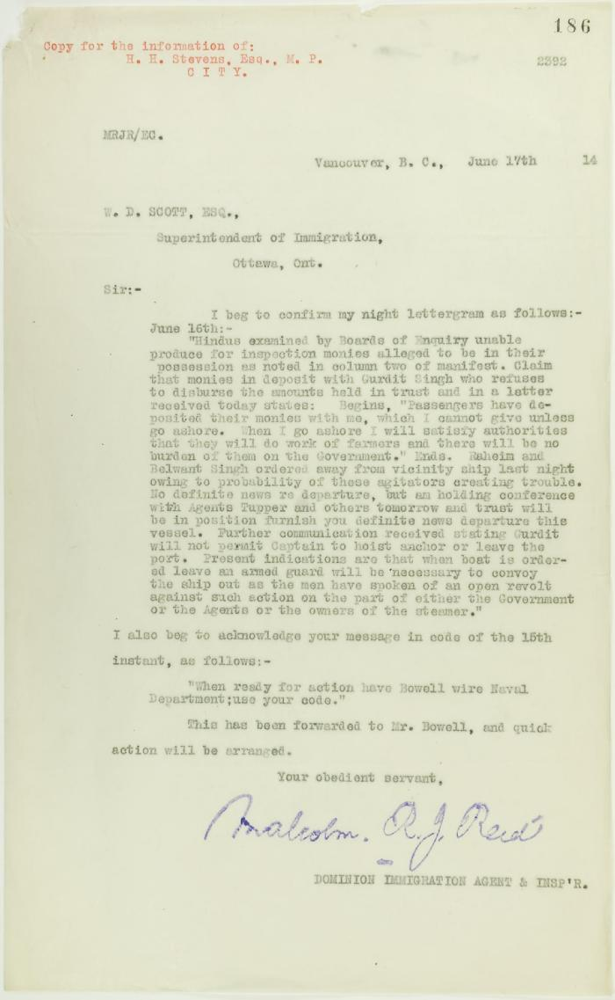 186
Copy for the information of:
H. H. Stevens, Esq., M. P.
C I T Y.
2392
MRJR/EC.
Vancouver, B. C., June 17th 14
W. D. SCOTT, ESQ.,
Superintendent of Immigration,
Ottawa, Ont.
Sir:-
I beg to confirm my night lettergram as follows:-
June 16th:-
"Hindus examined by Boards of Enquiry unable
produce for inspection monies alleged to be in their
possession as noted in column two of manifest. Claim
that monies in deposit with Gurdit Singh who refuses
to disburse the amounts held in trust and in a letter
received today states: Begins, "Passengers have de-
posited their monies with me, which I cannot give unless
go ashore. When I go ashore I will satisfy authorities
that they will do work of farmers and there will be no
burden of them on the Government." Ends. Raheim and
Belwant Singh ordered away from vicinity ship last night
owing to probability of these agitators creating trouble.
No definite news re departure, but am holding conference
with Agents Tupper and others tomorrow and trust will
be in position furnish you definite news departure this
vessel. Further communication received stating Gurdit
will not permit Captain to hoist anchor or leave the
port. Present indications are that when boat is order-
ed leave an armed guard will be necessary to convoy
the ship out as the men have spoken of an open revolt
against such action on the part of either the Government
or the Agents or the owners of the steamer."
I also beg to acknowledge your message in code of the 15th
instant, as follows:-
"When ready for action have Bowell wire Naval
Department;use your code."
This has been forwarded to Mr. Bowell, and quick
action will be arranged.
Your obedient servant,
Malcolm. R. J. Reid
DOMINION IMMIGRATION AGENT & INSP'R.